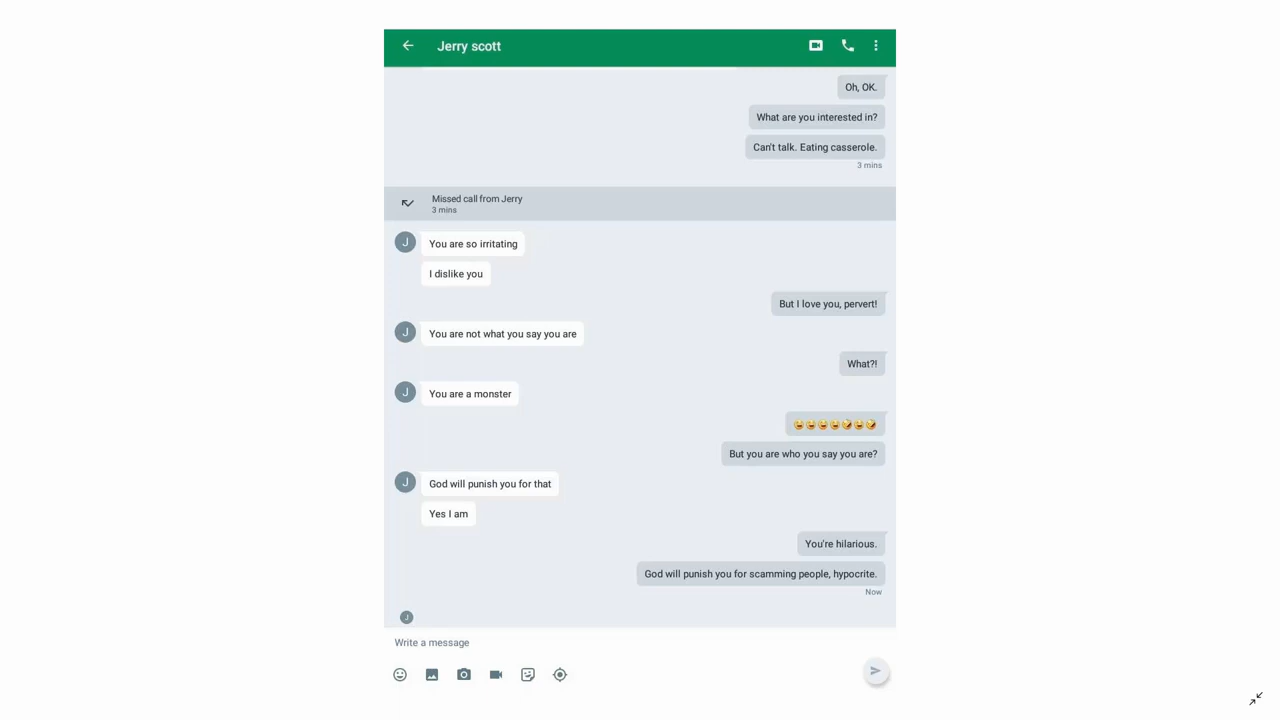 Jerry scott
Oh, OK.
What are you interested in?
Can't talk. Eating casserole.
3 mins
Missed call from Jerry
3 mins
J
You are so irritating
I dislike you
But I love you, pervert!
J
You are not what you say you are
What?!
J
You are a monster
😄😄😄😄🤣😄🤣
But you are who you say you are?
J
God will punish you for that
Yes I am
You're hilarious.
God will punish you for scamming people, hypocrite.
Now
J
Write a message